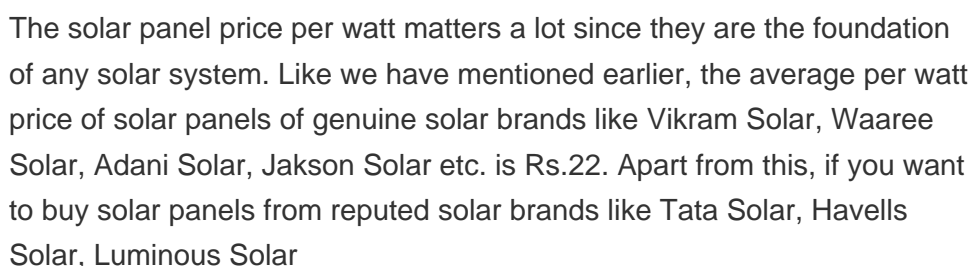 The solar panel price per watt matters a lot since they are the foundation
of any solar system. Like we have mentioned earlier, the average per watt
price of solar panels of genuine solar brands like Vikram Solar, Waaree
Solar, Adani Solar, Jakson Solar etc. is Rs.22. Apart from this, if you want
to buy solar panels from reputed solar brands like Tata Solar, Havells
Solar, Luminous Solar